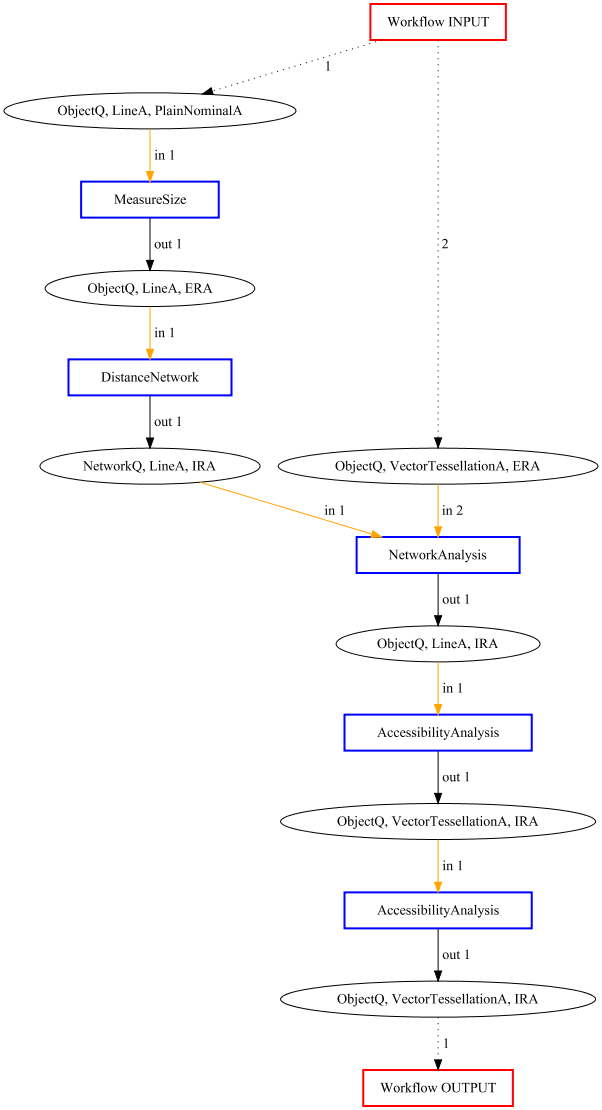 Workflow INPUT
1
ObjectQ, LineA, PlainNominalA
in 1
MeasureSize
2
out 1
ObjectQ, LineA, ERA
in 1
DistanceNetwork
out 1
NetworkQ, LineA, IRA
ObjectQ, VectorTessellationA, ERA
in 1
in 2
NetworkAnalysis
out 1
ObjectQ, LineA, IRA
in 1
AccessibilityAnalysis
out 1
ObjectQ, VectorTessellationA, IRA
in 1
AccessibilityAnalysis
out 1
ObjectQ, VectorTessellationA, IRA
1
Workflow OUTPUT